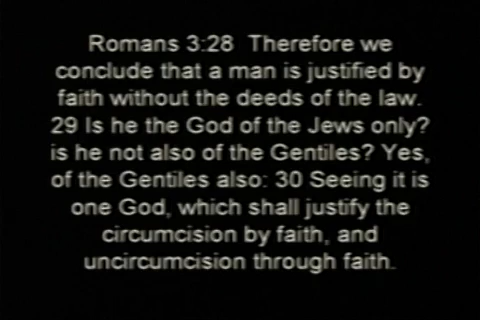 Romans 3:28  Therefore we
conclude that a man is justified by
faith without the deeds of the law.
29 Is he the God of the Jews only?
is he not also of the Gentiles? Yes,
of the Gentiles also: 30 Seeing it is
one God, which shall justify the
circumcision by faith, and
uncircumcision through faith.